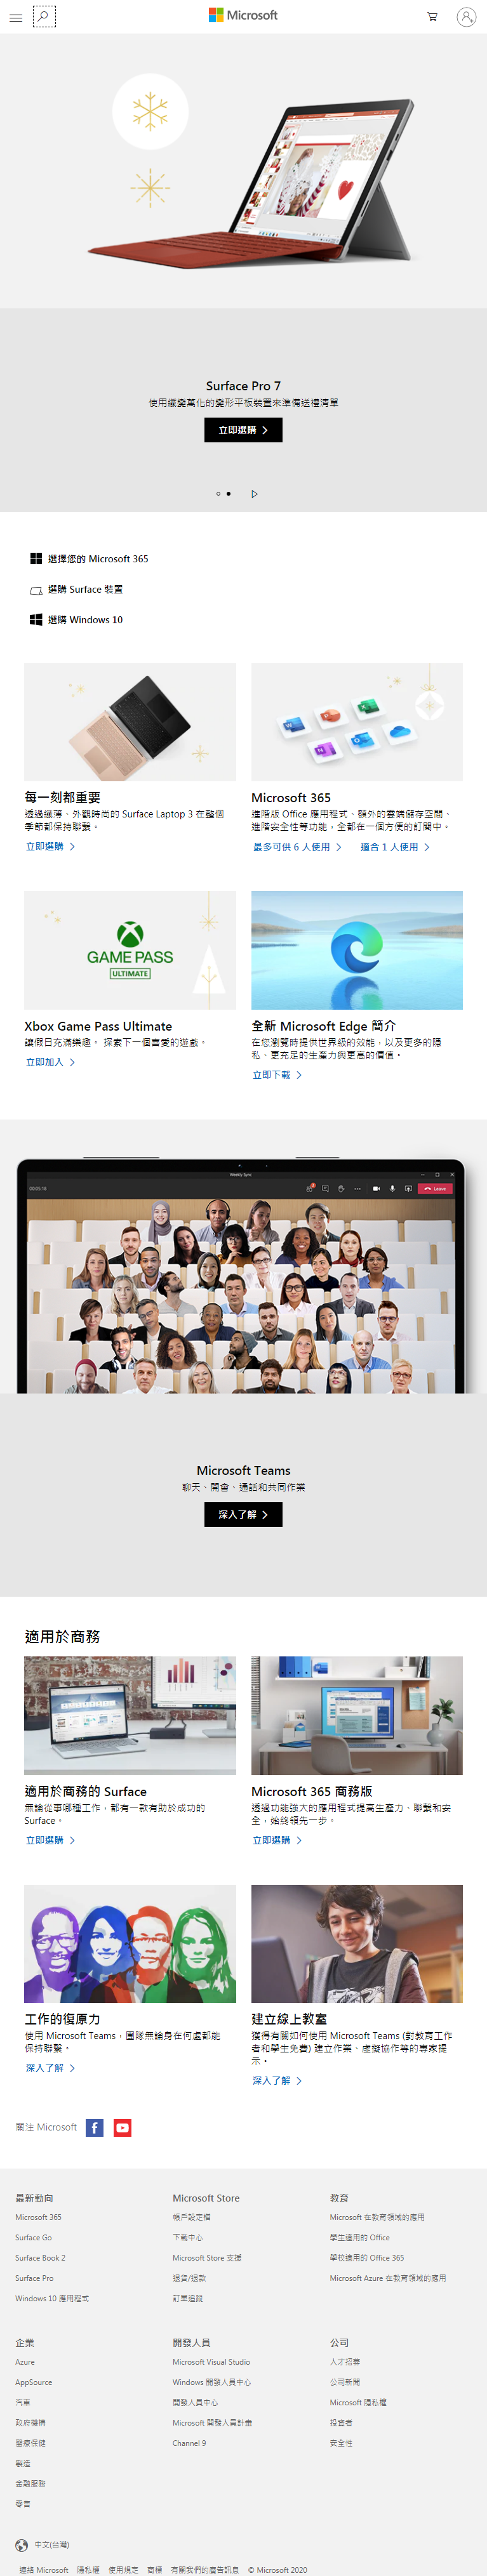 Microsoft
Surface Pro 7
使用千變萬化的變形平板裝置來準備送禮清單
立即選購
選擇您的 Microsoft 365
選購 Surface 裝置
選購 Windows 10
每一刻都重要
透過纖薄、外觀時尚的 Surface Laptop 3 在整個
季節都保持聯繫。
立即選購
Microsoft 365
進階版 Office 應用程式、額外的雲端儲存空間、
進階安全性等功能,全都在一個方便的訂閱中。
最多可供 6 人使用
適合 1 人使用
GAME PASS
ULTIMATE
Xbox Game Pass Ultimate
讓假日充滿樂趣。 探索下一個喜愛的遊戲。
立即加入
全新 Microsoft Edge 簡介
在您瀏覽時提供世界級的效能,以及更多的隱
私、更充足的生產力與更高的價值。
立即下載
Weekly Sync
00:05:18
Leave
Microsoft Teams
聊天、開會、通話和共同作業
深入了解
適用於商務
適用於商務的 Surface
無論從事哪種工作,都有一款有助於成功的
Surface。
立即選購
Microsoft 365 商務版
透過功能強大的應用程式提高生產力、聯繫和安
全,始終領先一步。
立即選購
工作的復原力
使用 Microsoft Teams,團隊無論身在何處都能
保持聯繫。
深入了解
建立線上教室
獲得有關如何使用 Microsoft Teams (對教育工作
者和學生免費) 建立作業、虛擬協作等的專家提
示。
深入了解
關注 Microsoft
最新動向
Microsoft 365
Surface Go
Surface Book 2
Surface Pro
Windows 10 應用程式
Microsoft Store
帳戶設定檔
下載中心
Microsoft Store 支援
退貨/退款
訂單追蹤
教育
Microsoft 在教育領域的應用
學生適用的 Office
學校適用的 Office 365
Microsoft Azure 在教育領域的應用
企業
Azure
AppSource
汽車
政府機構
醫療保健
製造
金融服務
零售
開發人員
Microsoft Visual Studio
Windows 開發人員中心
開發人員中心
Microsoft 開發人員計畫
Channel 9
公司
人才招募
公司新聞
Microsoft 隱私權
投資者
安全性
中文(台灣)
連絡 Microsoft 隱私權 使用規定 商標 有關我們的廣告訊息 © Microsoft 2020